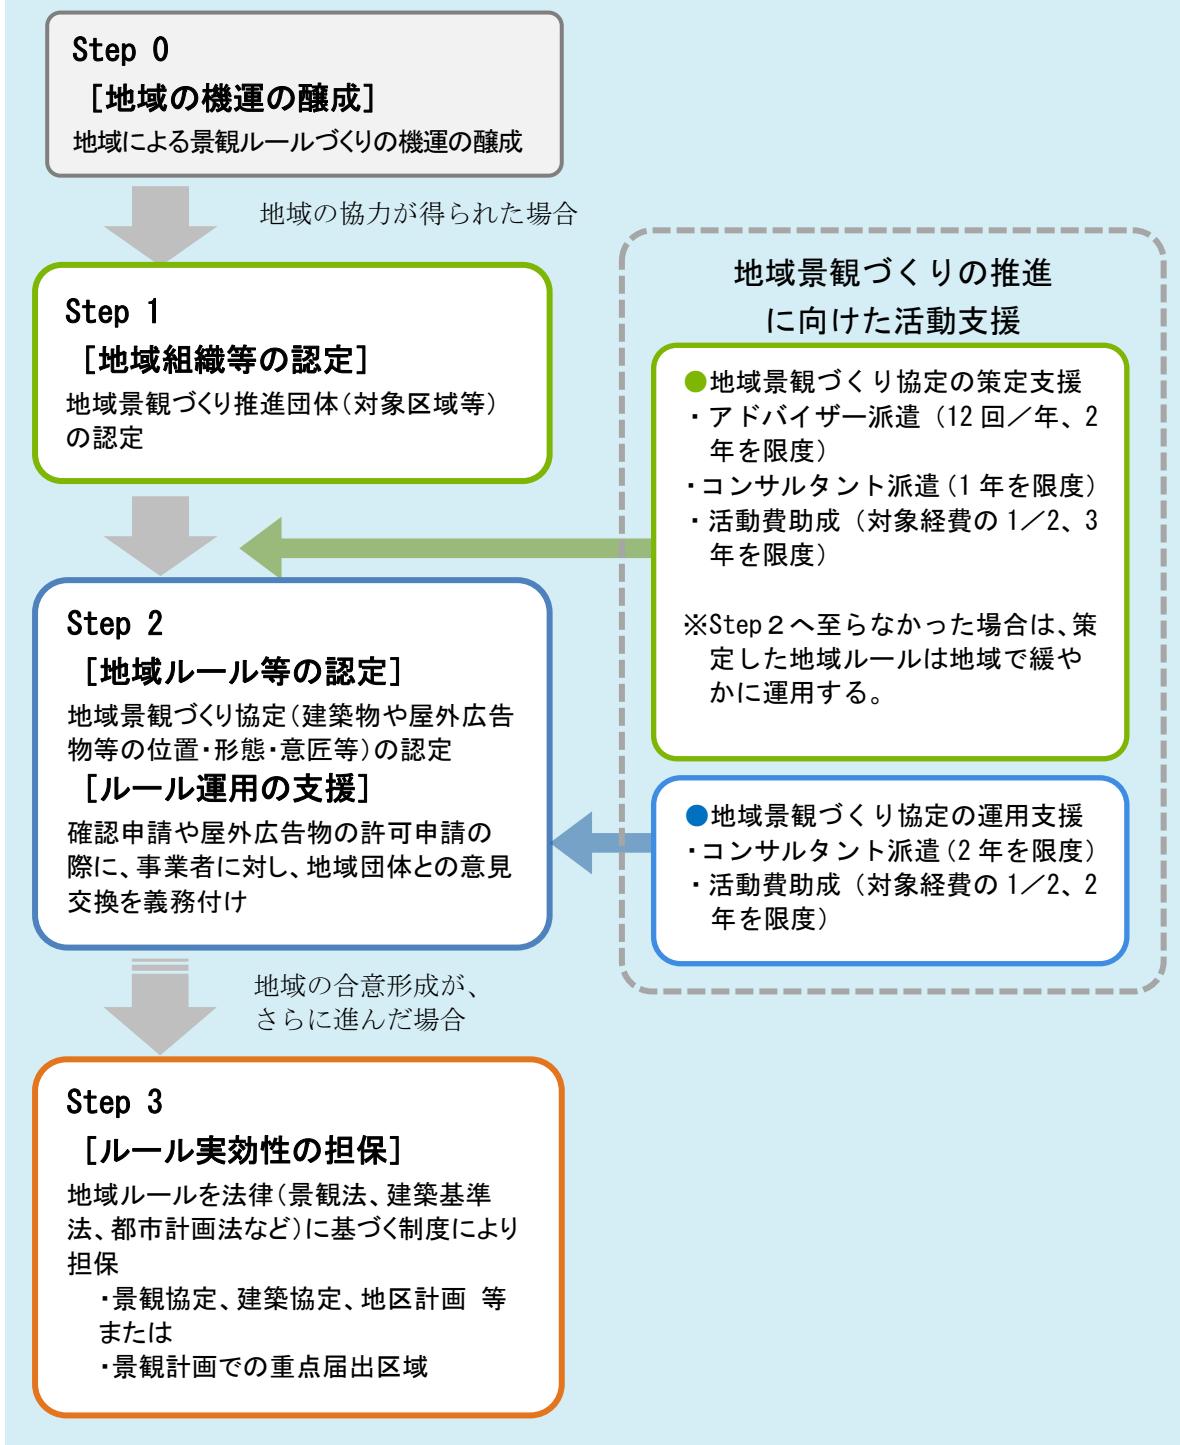 Step 0
［地域の機運の醸成］
地域による景観ルールづくりの機運の醸成
地域の協力が得られた場合
Step 1
［地域組織等の認定］
地域景観づくり推進団体（対象区域等）
の認定
Step 2
［地域ルール等の認定］
地域景観づくり協定（建築物や屋外広告
物等の位置・形態・意匠等）の認定
［ルール運用の支援］
確認申請や屋外広告物の許可申請の
際に、事業者に対し、地域団体との意見
交換を義務付け
地域の合意形成が、
さらに進んだ場合
Step 3
［ルール実効性の担保］
地域ルールを法律（景観法、建築基準
法、都市計画法など）に基づく制度により
担保
・景観協定、建築協定、地区計画 等
または
・景観計画での重点届出区域
地域景観づくりの推進
に向けた活動支援
●地域景観づくり協定の策定支援
・アドバイザー派遣（12 回／年、2
年を限度）
・コンサルタント派遣（1 年を限度）
・活動費助成（対象経費の 1／2、3
年を限度）
※Step２へ至らなかった場合は、策
定した地域ルールは地域で緩や
かに運用する。
●地域景観づくり協定の運用支援
・コンサルタント派遣（2 年を限度）
・活動費助成（対象経費の 1／2、2
年を限度）